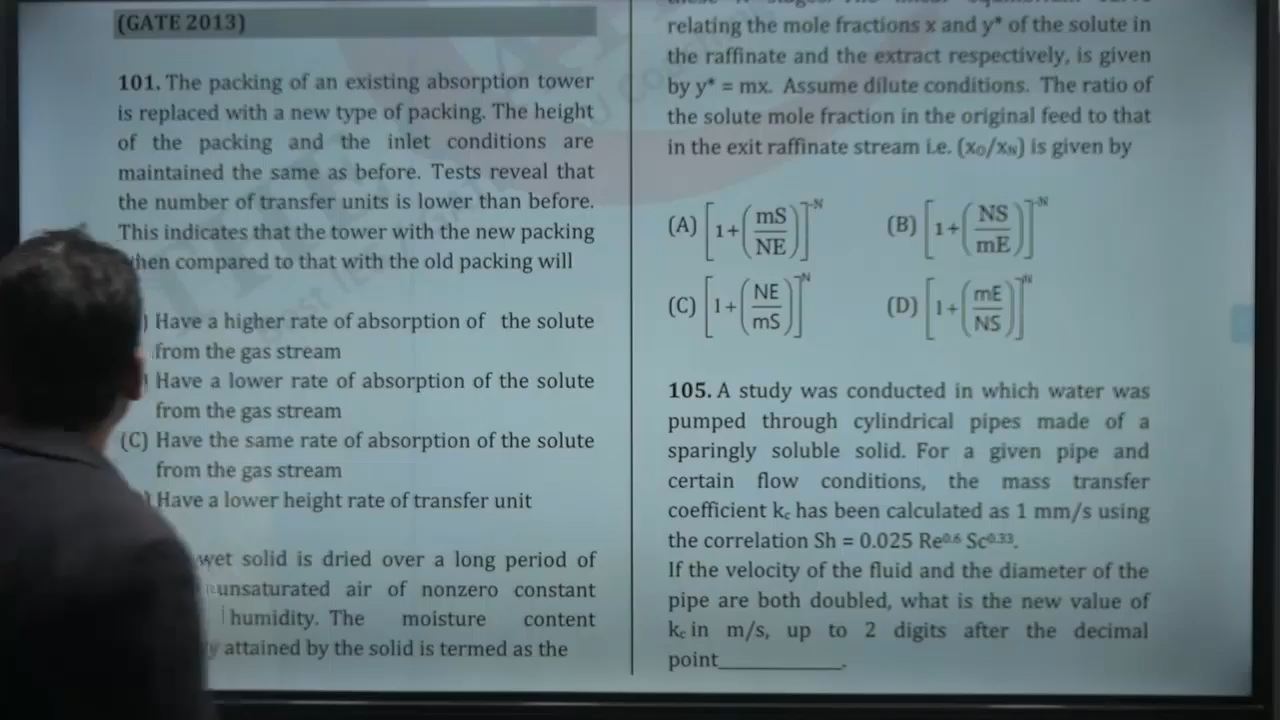 (GATE 2013)
101. The packing of an existing absorption tower
is replaced with a new type of packing. The height
of the packing and the inlet conditions are
maintained the same as before. Tests reveal that
the number of transfer units is lower than before.
This indicates that the tower with the new packing
hen compared to that with the old packing will
) Have a higher rate of absorption of the solute
from the gas stream
Have a lower rate of absorption of the solute
from the gas stream
(C) Have the same rate of absorption of the solute
from the gas stream
Have a lower height rate of transfer unit
wet solid is dried over a long period of
unsaturated air of nonzero constant
humidity. The moisture content
y attained by the solid is termed as the
relating the mole fractions x and y* of the solute in
the raffinate and the extract respectively, is given
by y* = mx. Assume dilute conditions. The ratio of
the solute mole fraction in the original feed to that
in the exit raffinate stream i.e. (x₀/xN) is given by
(A) [1+(mS/NE)]^-N (B) [1+(NS/mE)]^-N
(C) [1+(NE/mS)]^-N (D) [1+(mE/NS)]^N
105. A study was conducted in which water was
pumped through cylindrical pipes made of a
sparingly soluble solid. For a given pipe and
certain flow conditions, the mass transfer
coefficient kc has been calculated as 1 mm/s using
the correlation Sh = 0.025 Re^0.6 Sc^0.33.
If the velocity of the fluid and the diameter of the
pipe are both doubled, what is the new value of
kc in m/s, up to 2 digits after the decimal
point____________.